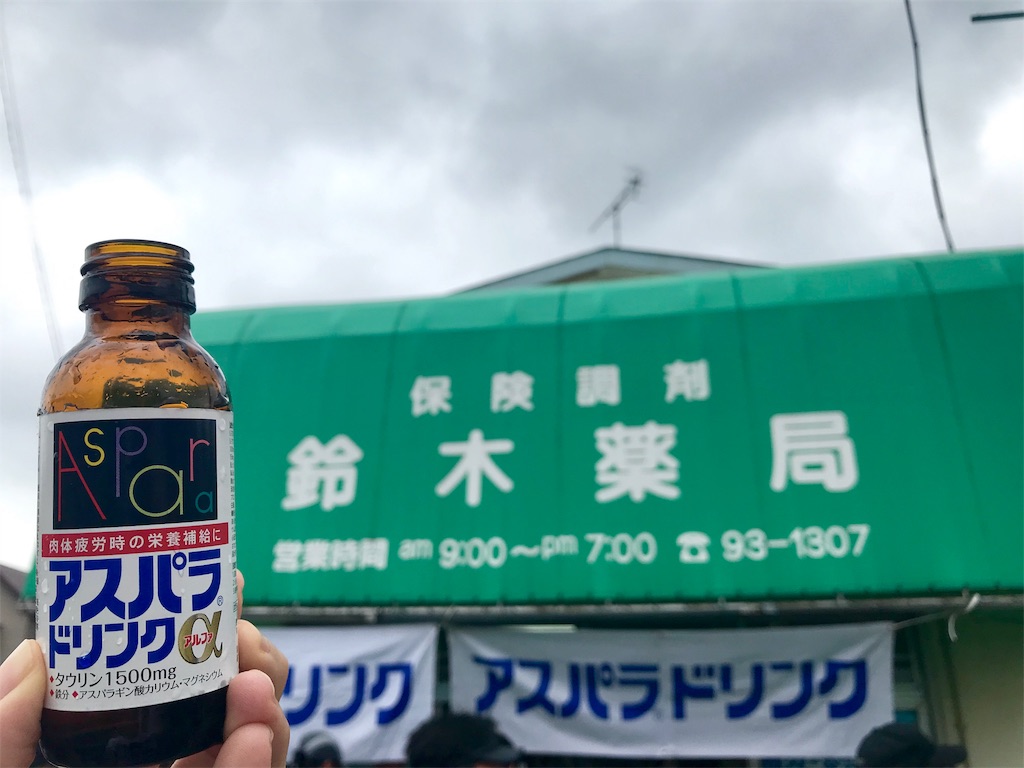 保険調剤
鈴木薬局
営業時間 am 9:00～pm 7:00 ☎ 93-1307
Aspara
肉体疲労時の栄養補給に
アスパラ®
ドリンクα
アルファ
◆タウリン1500mg
◆鉄分 ◆アスパラギン酸カリウム・マグネシウム
リンク
アスパラ®ドリンク